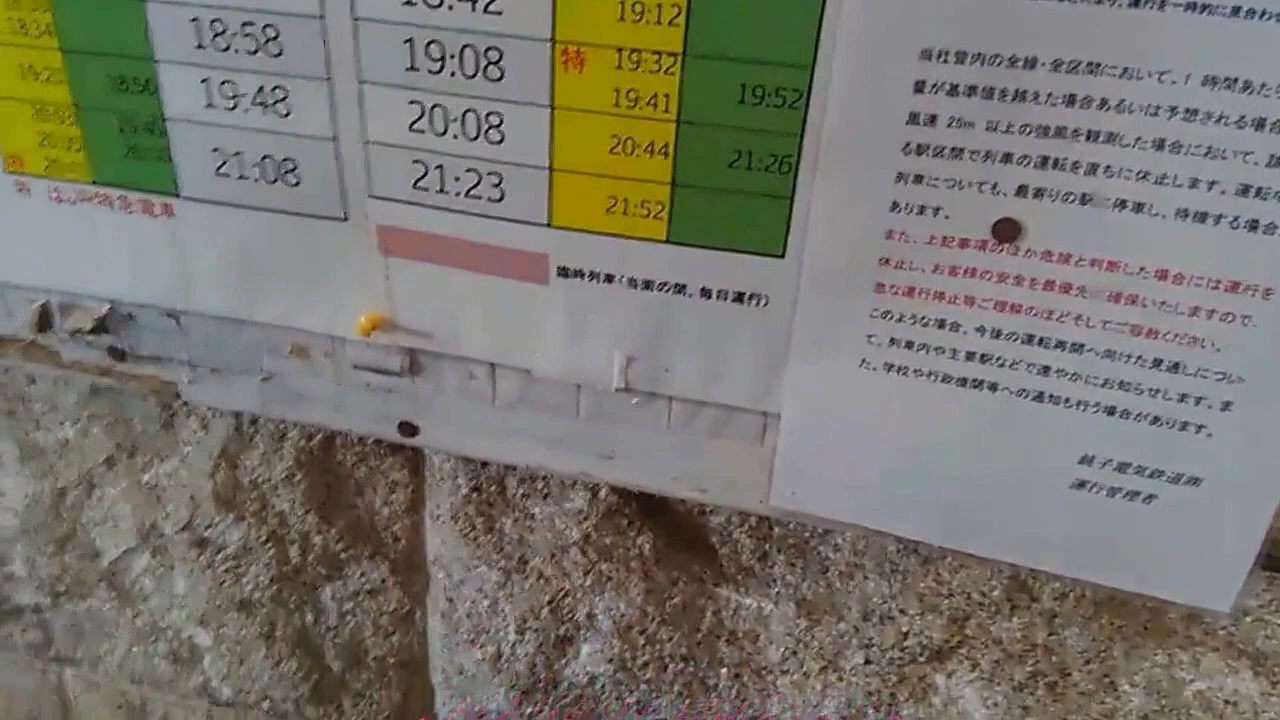 18:34
18:58
18:50
19:48
21:08
特
特急電車
19:08
20:08
21:23
19:12
特 19:32
19:41
19:52
20:44
21:26
21:52
臨時列車(当面の間、毎日運行)
当社管内の全線・全区間において、1時間あたり
量が基準値を越えた場合あるいは予想される場合
風速 25m 以上の強風を観測した場合において、
る駅区間で列車の運転を直ちに休止します。運転
列車についても、最寄りの駅に停車し、待機する場合
あります。
また、上記事項のほか危険と判断した場合には運行を
休止し、お客様の安全を最優先に確保いたしますので、
急な運行停止等ご理解のほどそしてご容赦ください。
このような場合、今後の運転再開へ向けた見通しについ
て、列車内や主要駅などで速やかにお知らせします。ま
た、学校や行政機関等への通知も行う場合があります。
銚子電気鉄道㈱
運行管理者